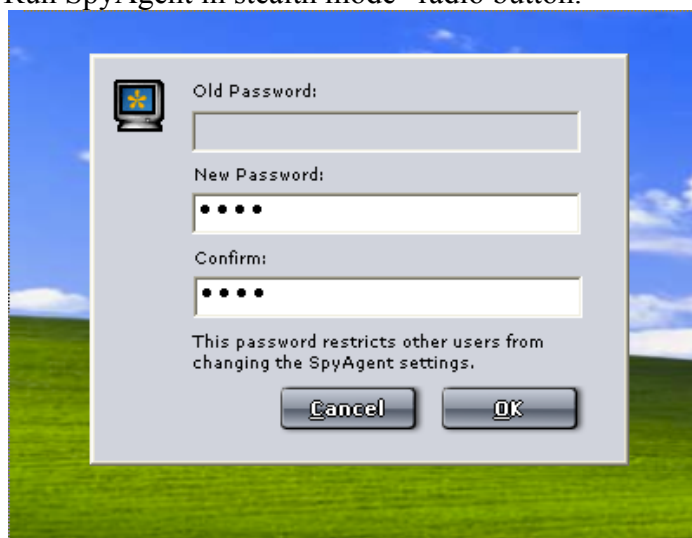 Run SpyAgent in stealth mode" radio button.
Old Password:
New Password:
••••
Confirm:
••••
This password restricts other users from
changing the SpyAgent settings.
Cancel OK